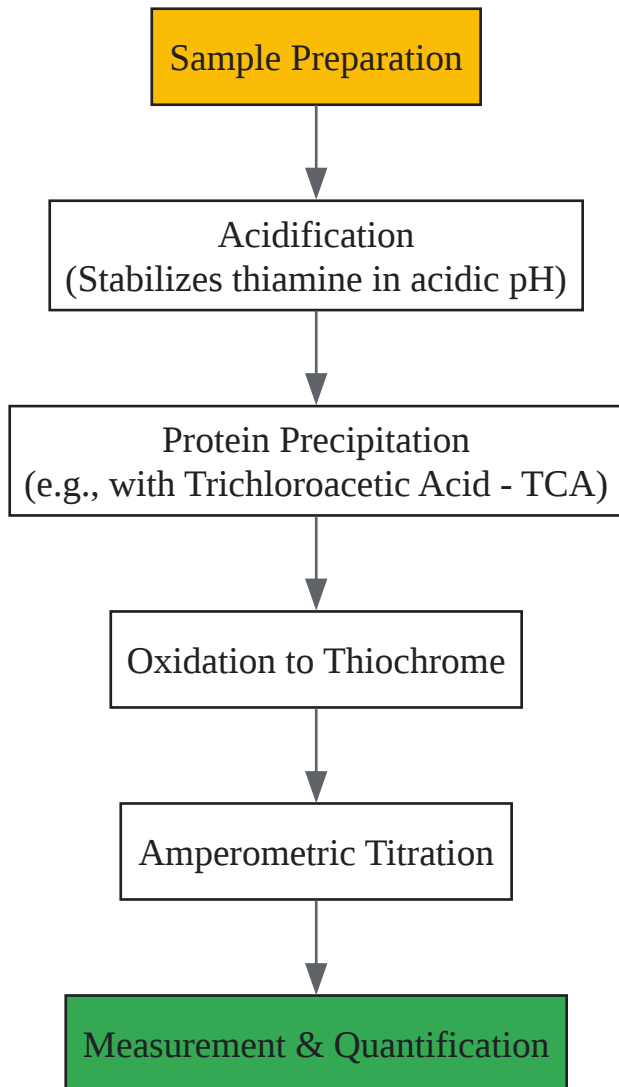 Sample Preparation
Acidification
(Stabilizes thiamine in acidic pH)
Protein Precipitation
(e.g., with Trichloroacetic Acid - TCA)
Oxidation to Thiochrome
Amperometric Titration
Measurement & Quantification